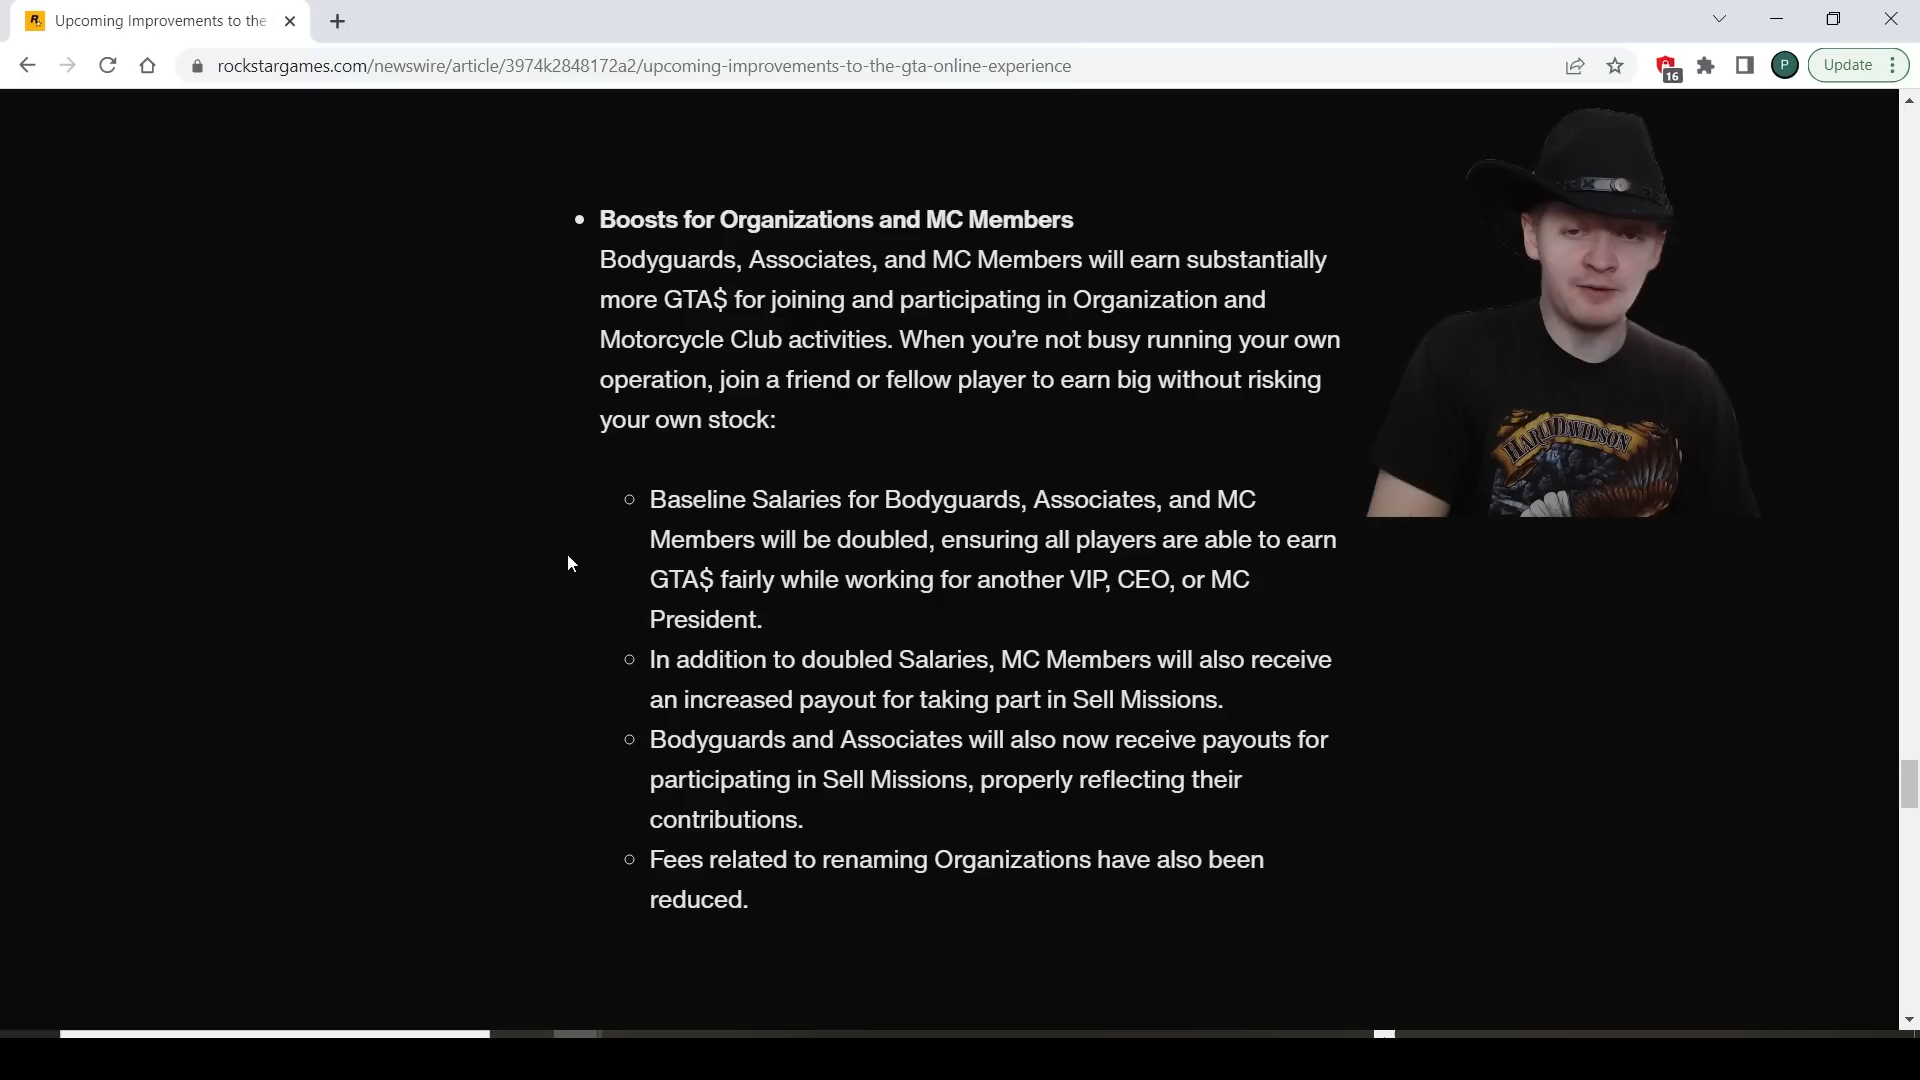 Upcoming Improvements to the
rockstargames.com/newswire/article/3974k2848172a2/upcoming-improvements-to-the-gta-online-experience
16
P
Update
Boosts for Organizations and MC Members
Bodyguards, Associates, and MC Members will earn substantially
more GTA$ for joining and participating in Organization and
Motorcycle Club activities. When you’re not busy running your own
operation, join a friend or fellow player to earn big without risking
your own stock:
HARLEY DAVIDSON
Baseline Salaries for Bodyguards, Associates, and MC
Members will be doubled, ensuring all players are able to earn
GTA$ fairly while working for another VIP, CEO, or MC
President.
In addition to doubled Salaries, MC Members will also receive
an increased payout for taking part in Sell Missions.
Bodyguards and Associates will also now receive payouts for
participating in Sell Missions, properly reflecting their
contributions.
Fees related to renaming Organizations have also been
reduced.